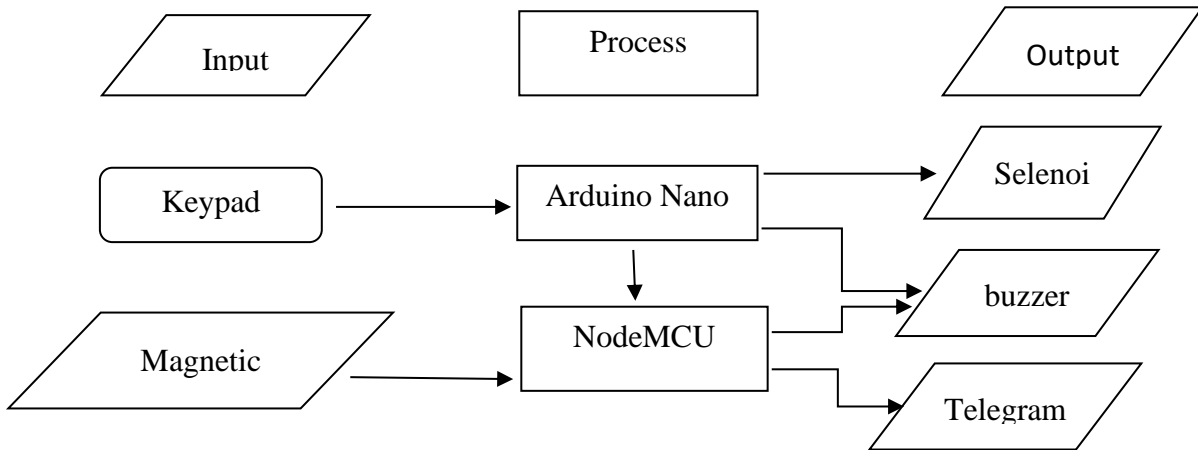 Input
Process
Output
Keypad
Arduino Nano
Selenoi
buzzer
NodeMCU
Magnetic
Telegram